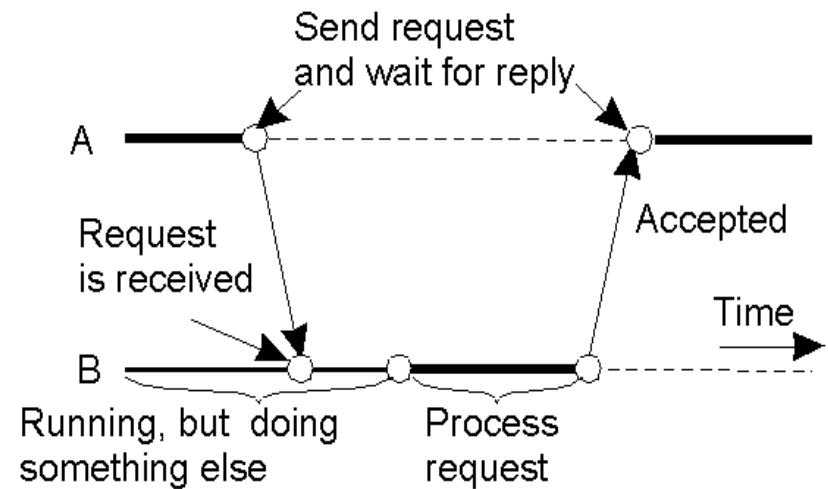 Send request
and wait for reply
A
Request
is received
Accepted
Time
B
Running, but doing
something else
Process
request